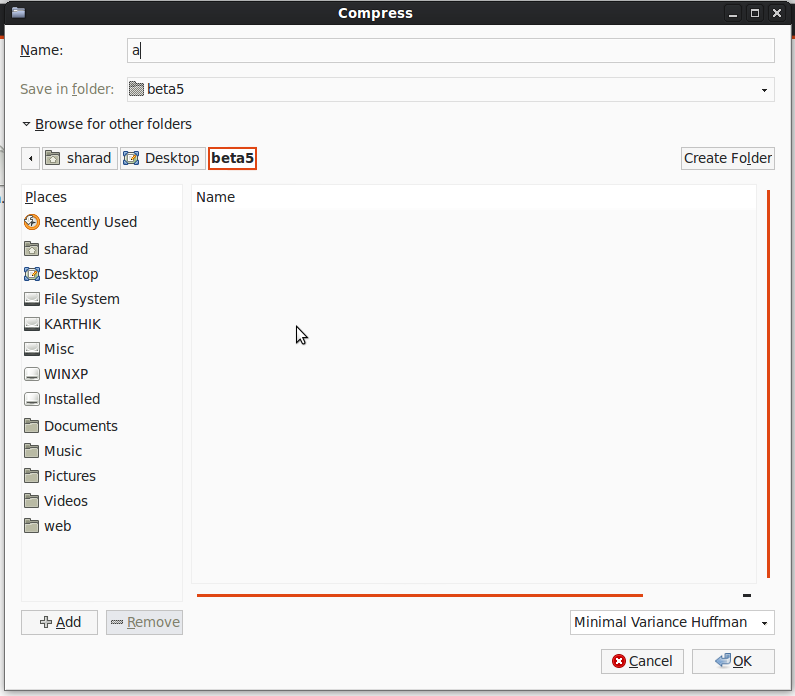 Compress
Name: a
Save in folder: beta5
Browse for other folders
sharad Desktop beta5 Create Folder
Places Name
Recently Used
sharad
Desktop
File System
KARTHIK
Misc
WINXP
Installed
Documents
Music
Pictures
Videos
web
Add Remove Minimal Variance Huffman
Cancel OK